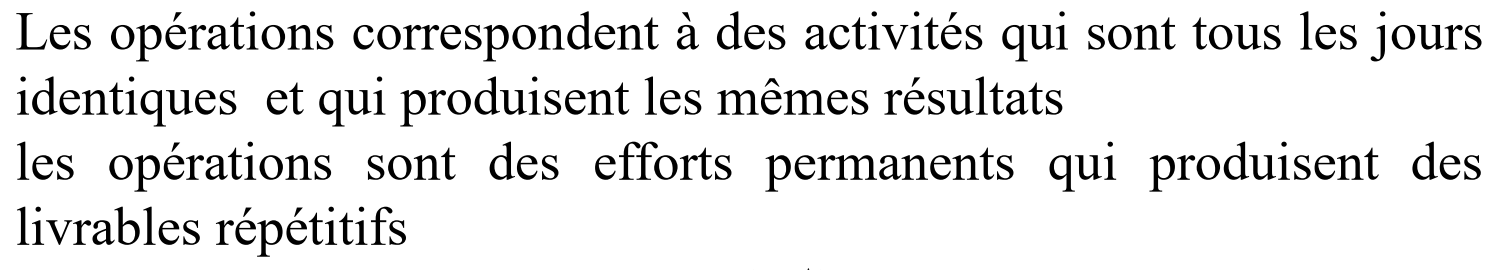 Les opérations correspondent à des activités qui sont tous les jours
identiques  et qui produisent les mêmes résultats
les opérations sont des efforts permanents qui produisent des
livrables répétitifs